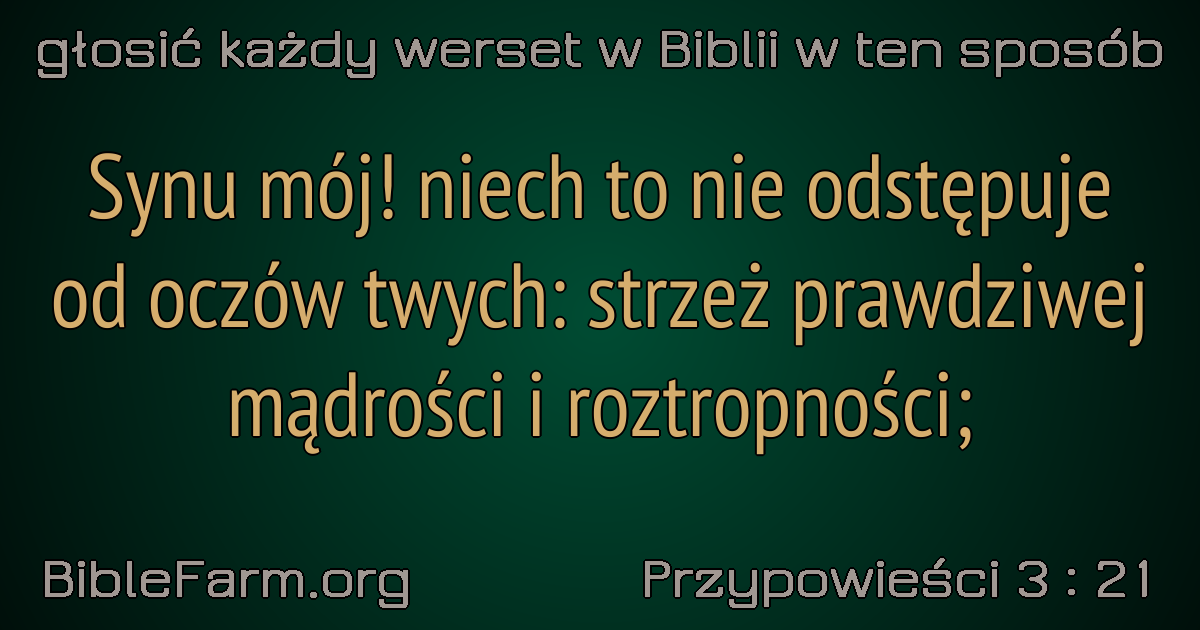 głosić każdy werset w Biblii w ten sposób
Synu mój! niech to nie odstępuje
od oczów twych: strzeż prawdziwej
mądrości i roztropności;
BibleFarm.org
Przypowieści 3 : 21